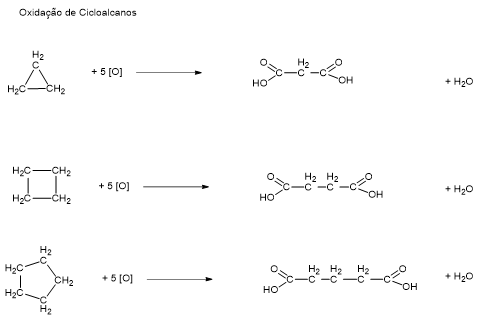 Oxidação de Cicloalcanos
H2
C
H2C CH2 + 5 [O] O C HO H2 C C O OH + H2O
H2C CH2
H2C CH2 + 5 [O] O C HO H2 C H2 C C O OH + H2O
H2
C
H2C CH2
H2C C
H2 + 5 [O] O C HO H2 C H2 C H2 C C O OH + H2O